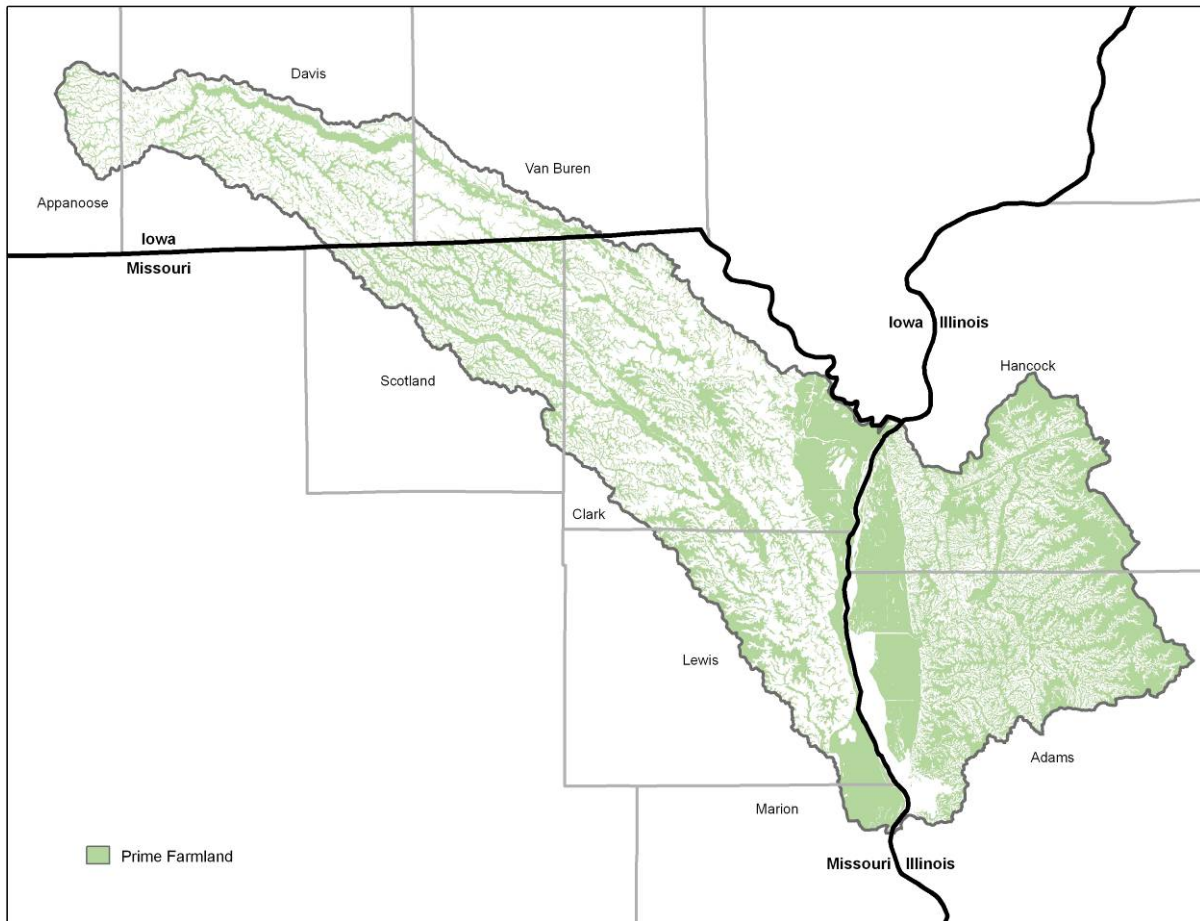 Davis
Van Buren
Appanoose
Iowa
Missouri
Iowa Illinois
Hancock
Scotland
Clark
Lewis
Adams
Marion
Prime Farmland
Missouri Illinois